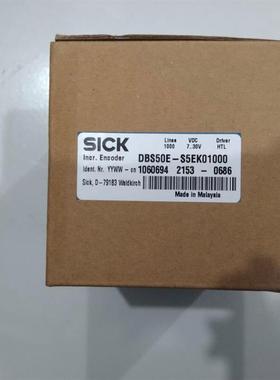 SICK
Lines VDC Driver
1000 7..30V HTL
Incr. Encoder DBS50E-S5EK01000
Ident. Nr. YYWW - sn 1060694 2153 - 0686
Sick, D-79183 Waldkirch
Made in Malaysia